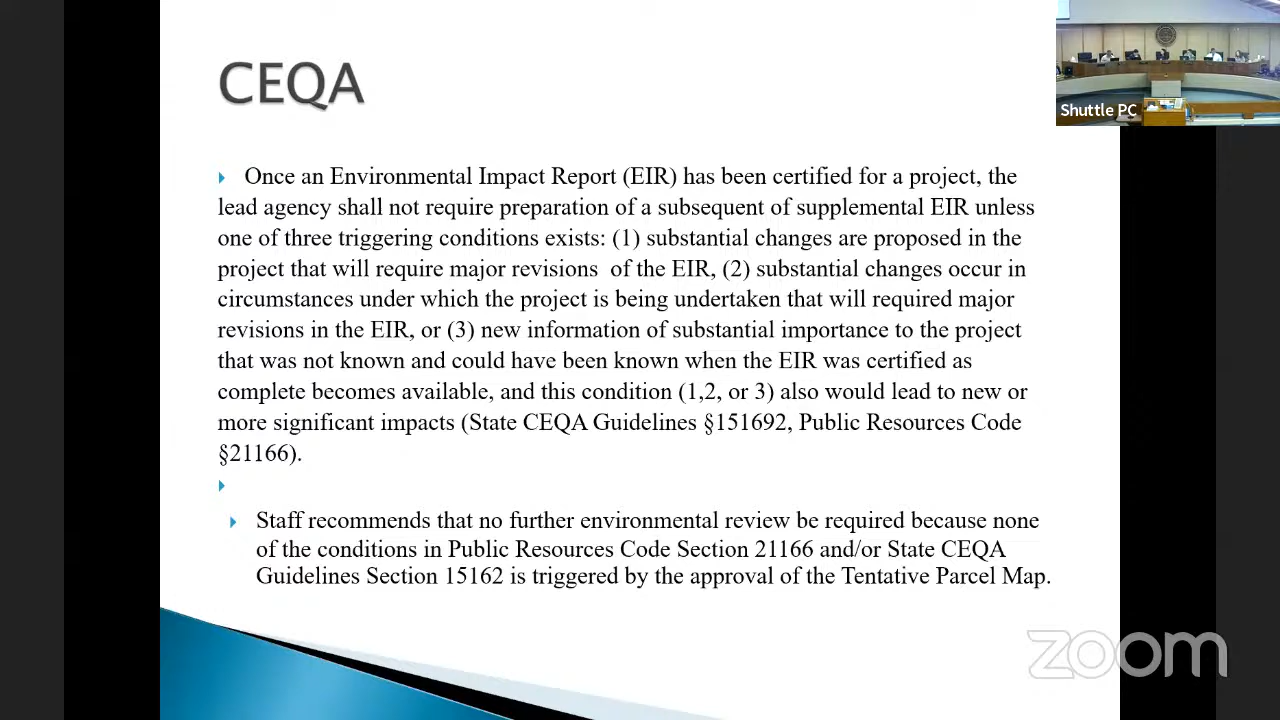 CEQA
Shuttle PC
Once an Environmental Impact Report (EIR) has been certified for a project, the
lead agency shall not require preparation of a subsequent of supplemental EIR unless
one of three triggering conditions exists: (1) substantial changes are proposed in the
project that will require major revisions of the EIR, (2) substantial changes occur in
circumstances under which the project is being undertaken that will required major
revisions in the EIR, or (3) new information of substantial importance to the project
that was not known and could have been known when the EIR was certified as
complete becomes available, and this condition (1,2, or 3) also would lead to new or
more significant impacts (State CEQA Guidelines §151692, Public Resources Code
§21166).
Staff recommends that no further environmental review be required because none
of the conditions in Public Resources Code Section 21166 and/or State CEQA
Guidelines Section 15162 is triggered by the approval of the Tentative Parcel Map.
zoom